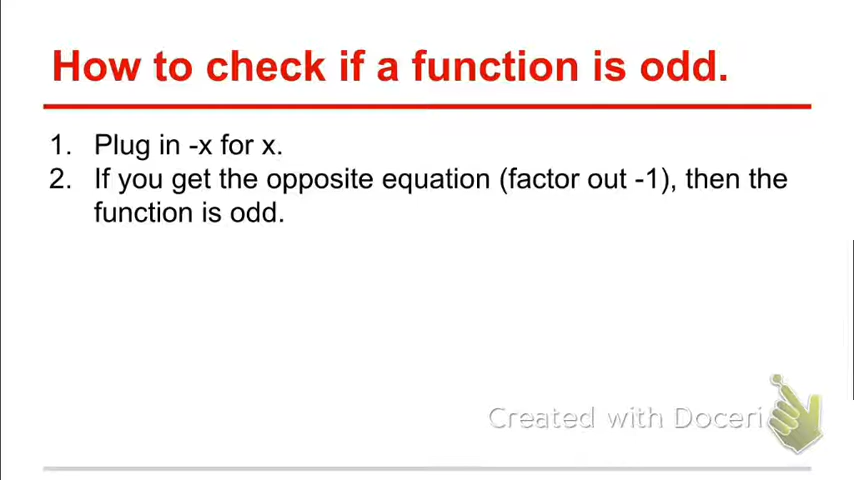 How to check if a function is odd.
1. Plug in -x for x.
2. If you get the opposite equation (factor out -1), then the
function is odd.
Created with Doceri